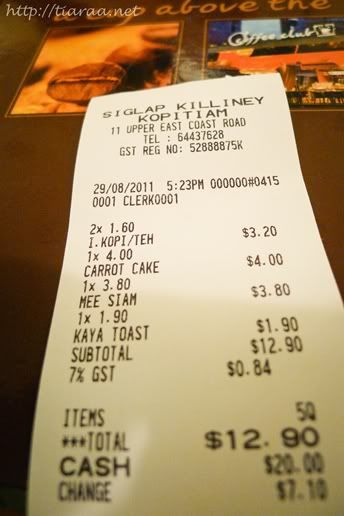 http://tiaraa.net
above the
Coffee club
SIGLAP KILLINEY
KOPITIAM
11 UPPER EAST COAST ROAD
TEL : 64437628
GST REG NO: 52888875K
29/08/2011 5:23PM 000000#0415
0001 CLERK0001
2x 1.60
I.KOPI/TEH $3.20
1x 4.00
CARROT CAKE $4.00
1x 3.80
MEE SIAM $3.80
1x 1.90
KAYA TOAST $1.90
SUBTOTAL $12.90
7% GST $0.84
ITEMS 5Q
***TOTAL $12.90
CASH $20.00
CHANGE $7.10